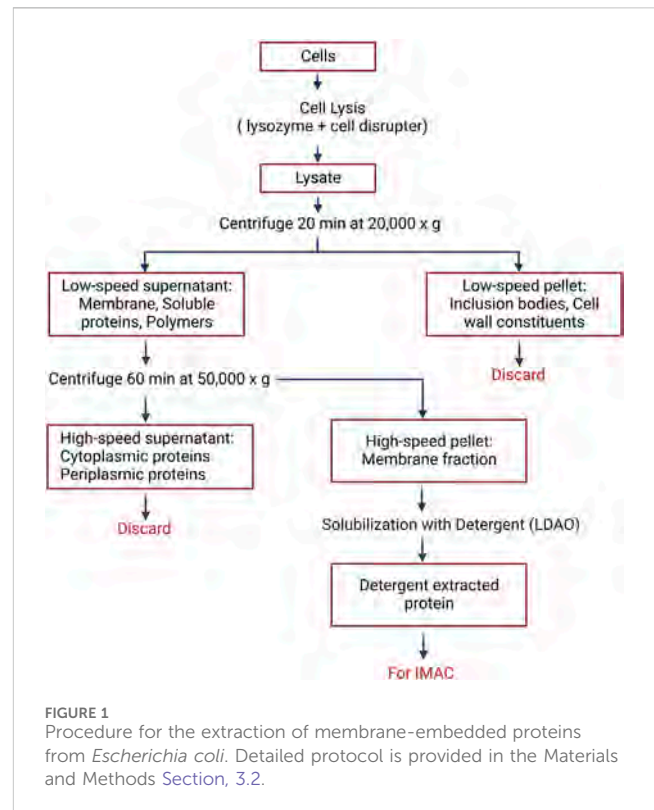 Cells
Cell Lysis
( lysozyme + cell disrupter)
Lysate
Centrifuge 20 min at 20,000 x g
Low-speed supernatant:
Membrane, Soluble
proteins, Polymers
Low-speed pellet:
Inclusion bodies, Cell
wall constituents
Discard
Centrifuge 60 min at 50,000 x g
High-speed supernatant:
Cytoplasmic proteins
Periplasmic proteins
Discard
High-speed pellet:
Membrane fraction
Solubilization with Detergent (LDAO)
Detergent extracted
protein
For IMAC
FIGURE 1
Procedure for the extraction of membrane-embedded proteins
from Escherichia coli. Detailed protocol is provided in the Materials
and Methods Section, 3.2.